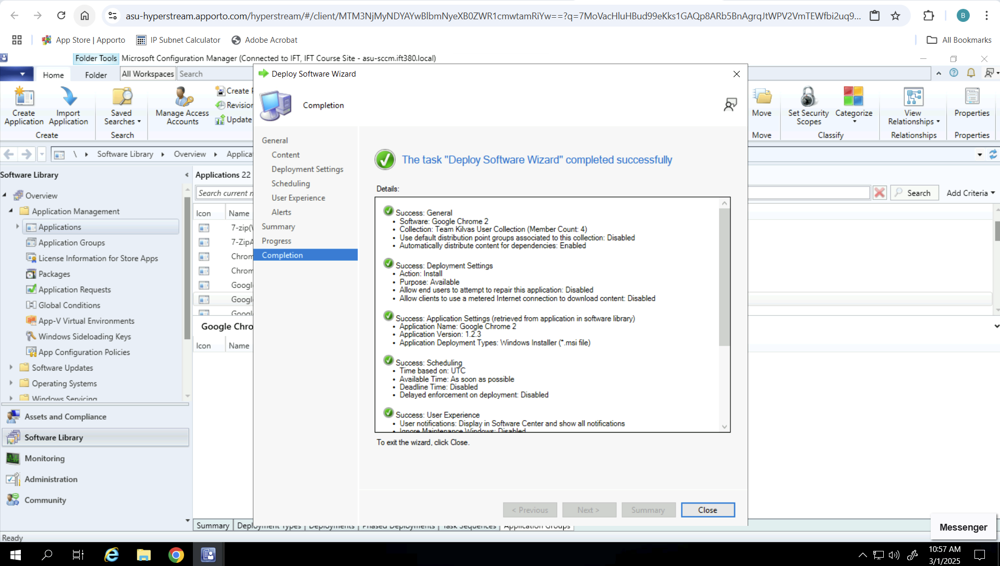 asu-hyperstream.apporto.com/hyperstream/#/client/MTM3NjMyNDYAYwBlbmNyeXB0ZWR1cmwtamRiYw==?q=7MoVacHluHBud99eKks1GAQp8ARb5BnAgrqJtWPV2VmTEWfbi2uq9...
B
App Store | Apporto
IP Subnet Calculator
Adobe Acrobat
All Bookmarks
Folder Tools
Microsoft Configuration Manager (Connected to IFT, IFT Course Site - asu-sccm.ift380.local)
Home
Folder
All Workspaces
Search
Create
Application
Import
Application
Create
Saved
Searches
Search
Manage Access
Accounts
Create
Revision
Update
Move
Move
Set Security
Scopes
Categorize
Classify
View
Relationships
Relationships
Properties
Properties
\
Software Library
Overview
Applica
Software Library
Overview
Application Management
Applications
Application Groups
License Information for Store Apps
Packages
Application Requests
Global Conditions
App-V Virtual Environments
Windows Sideloading Keys
App Configuration Policies
Software Updates
Operating Systems
Windows Servicing
Assets and Compliance
Software Library
Monitoring
Administration
Community
Ready
Applications 22
Search current
Search
Add Criteria
Icon
Name
7-zip(
7-ZipA
Chrom
Chrom
Googl
Googl
Googl
Google Chro
Icon
Name
Summary
Deployment Types
Deployments
Phased Deployments
Task Sequences
Application Groups
Deploy Software Wizard
Completion
General
Content
Deployment Settings
Scheduling
User Experience
Alerts
Summary
Progress
Completion
The task "Deploy Software Wizard" completed successfully
Details:
Success: General
• Software: Google Chrome 2
• Collection: Team Kilvas User Collection (Member Count: 4)
• Use default distribution point groups associated to this collection: Disabled
• Automatically distribute content for dependencies: Enabled
Success: Deployment Settings
• Action: Install
• Purpose: Available
• Allow end users to attempt to repair this application: Disabled
• Allow clients to use a metered Internet connection to download content: Disabled
Success: Application Settings (retrieved from application in software library)
• Application Name: Google Chrome 2
• Application Version: 1.2.3
• Application Deployment Types: Windows Installer (*.msi file)
Success: Scheduling
• Time based on: UTC
• Available Time: As soon as possible
• Deadline Time: Disabled
• Delayed enforcement on deployment: Disabled
Success: User Experience
• User notifications: Display in Software Center and show all notifications
• Ignore Maintenance Windows: Disabled
To exit the wizard, click Close.
< Previous
Next >
Summary
Close
Messenger
10:57 AM
3/1/2025